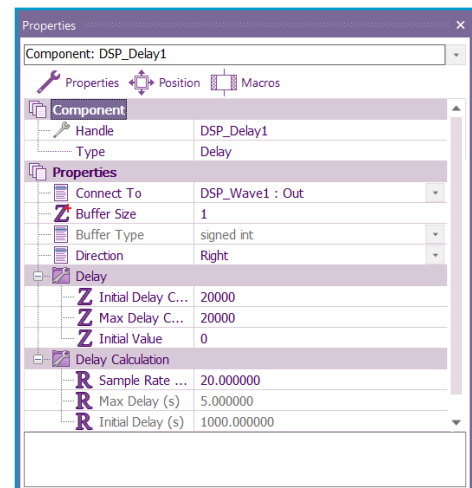 Properties
Component: DSP_Delay1
Properties Position Macros
Component
Handle DSP_Delay1
Type Delay
Properties
Connect To DSP_Wave1 : Out
Buffer Size 1
Buffer Type signed int
Direction Right
Delay
Initial Delay C... 20000
Max Delay C... 20000
Initial Value 0
Delay Calculation
Sample Rate ... 20.000000
Max Delay (s) 5.000000
Initial Delay (s) 1000.000000